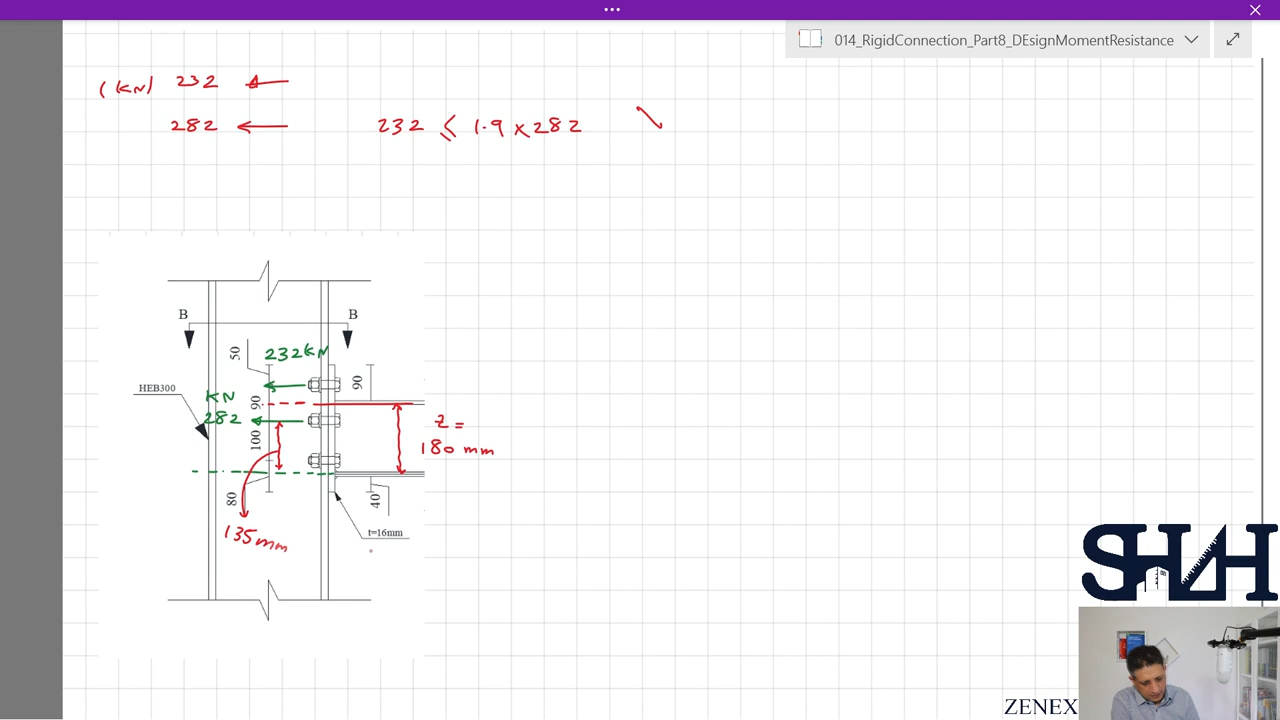 ...
014_RigidConnection_Part8_DEsignMomentResistance
(KN) 232 ←
282 ← 232 ≤ 1.9 × 282
B B
50
232KN
90
HEB300
KN
90
282
Z =
100
180 mm
80
40
135mm
t=16mm
SHZH
ZENEX